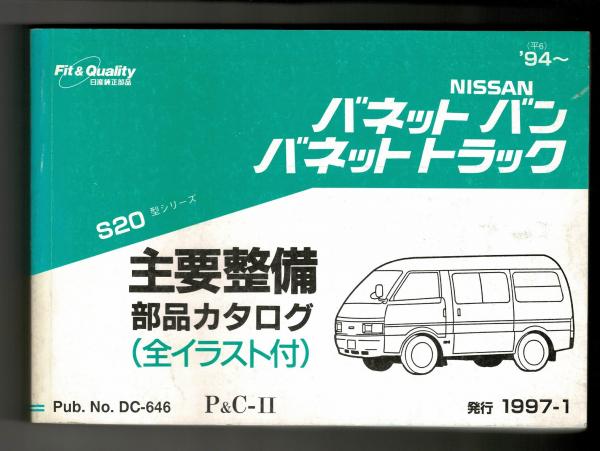 Fit & Quality
日産純正部品
（平6）
'94〜
NISSAN
バネット バン
バネットトラック
S20 型シリーズ
主要整備
部品カタログ
（全イラスト付）
Pub. No. DC-646 P&C-II
発行 1997-1